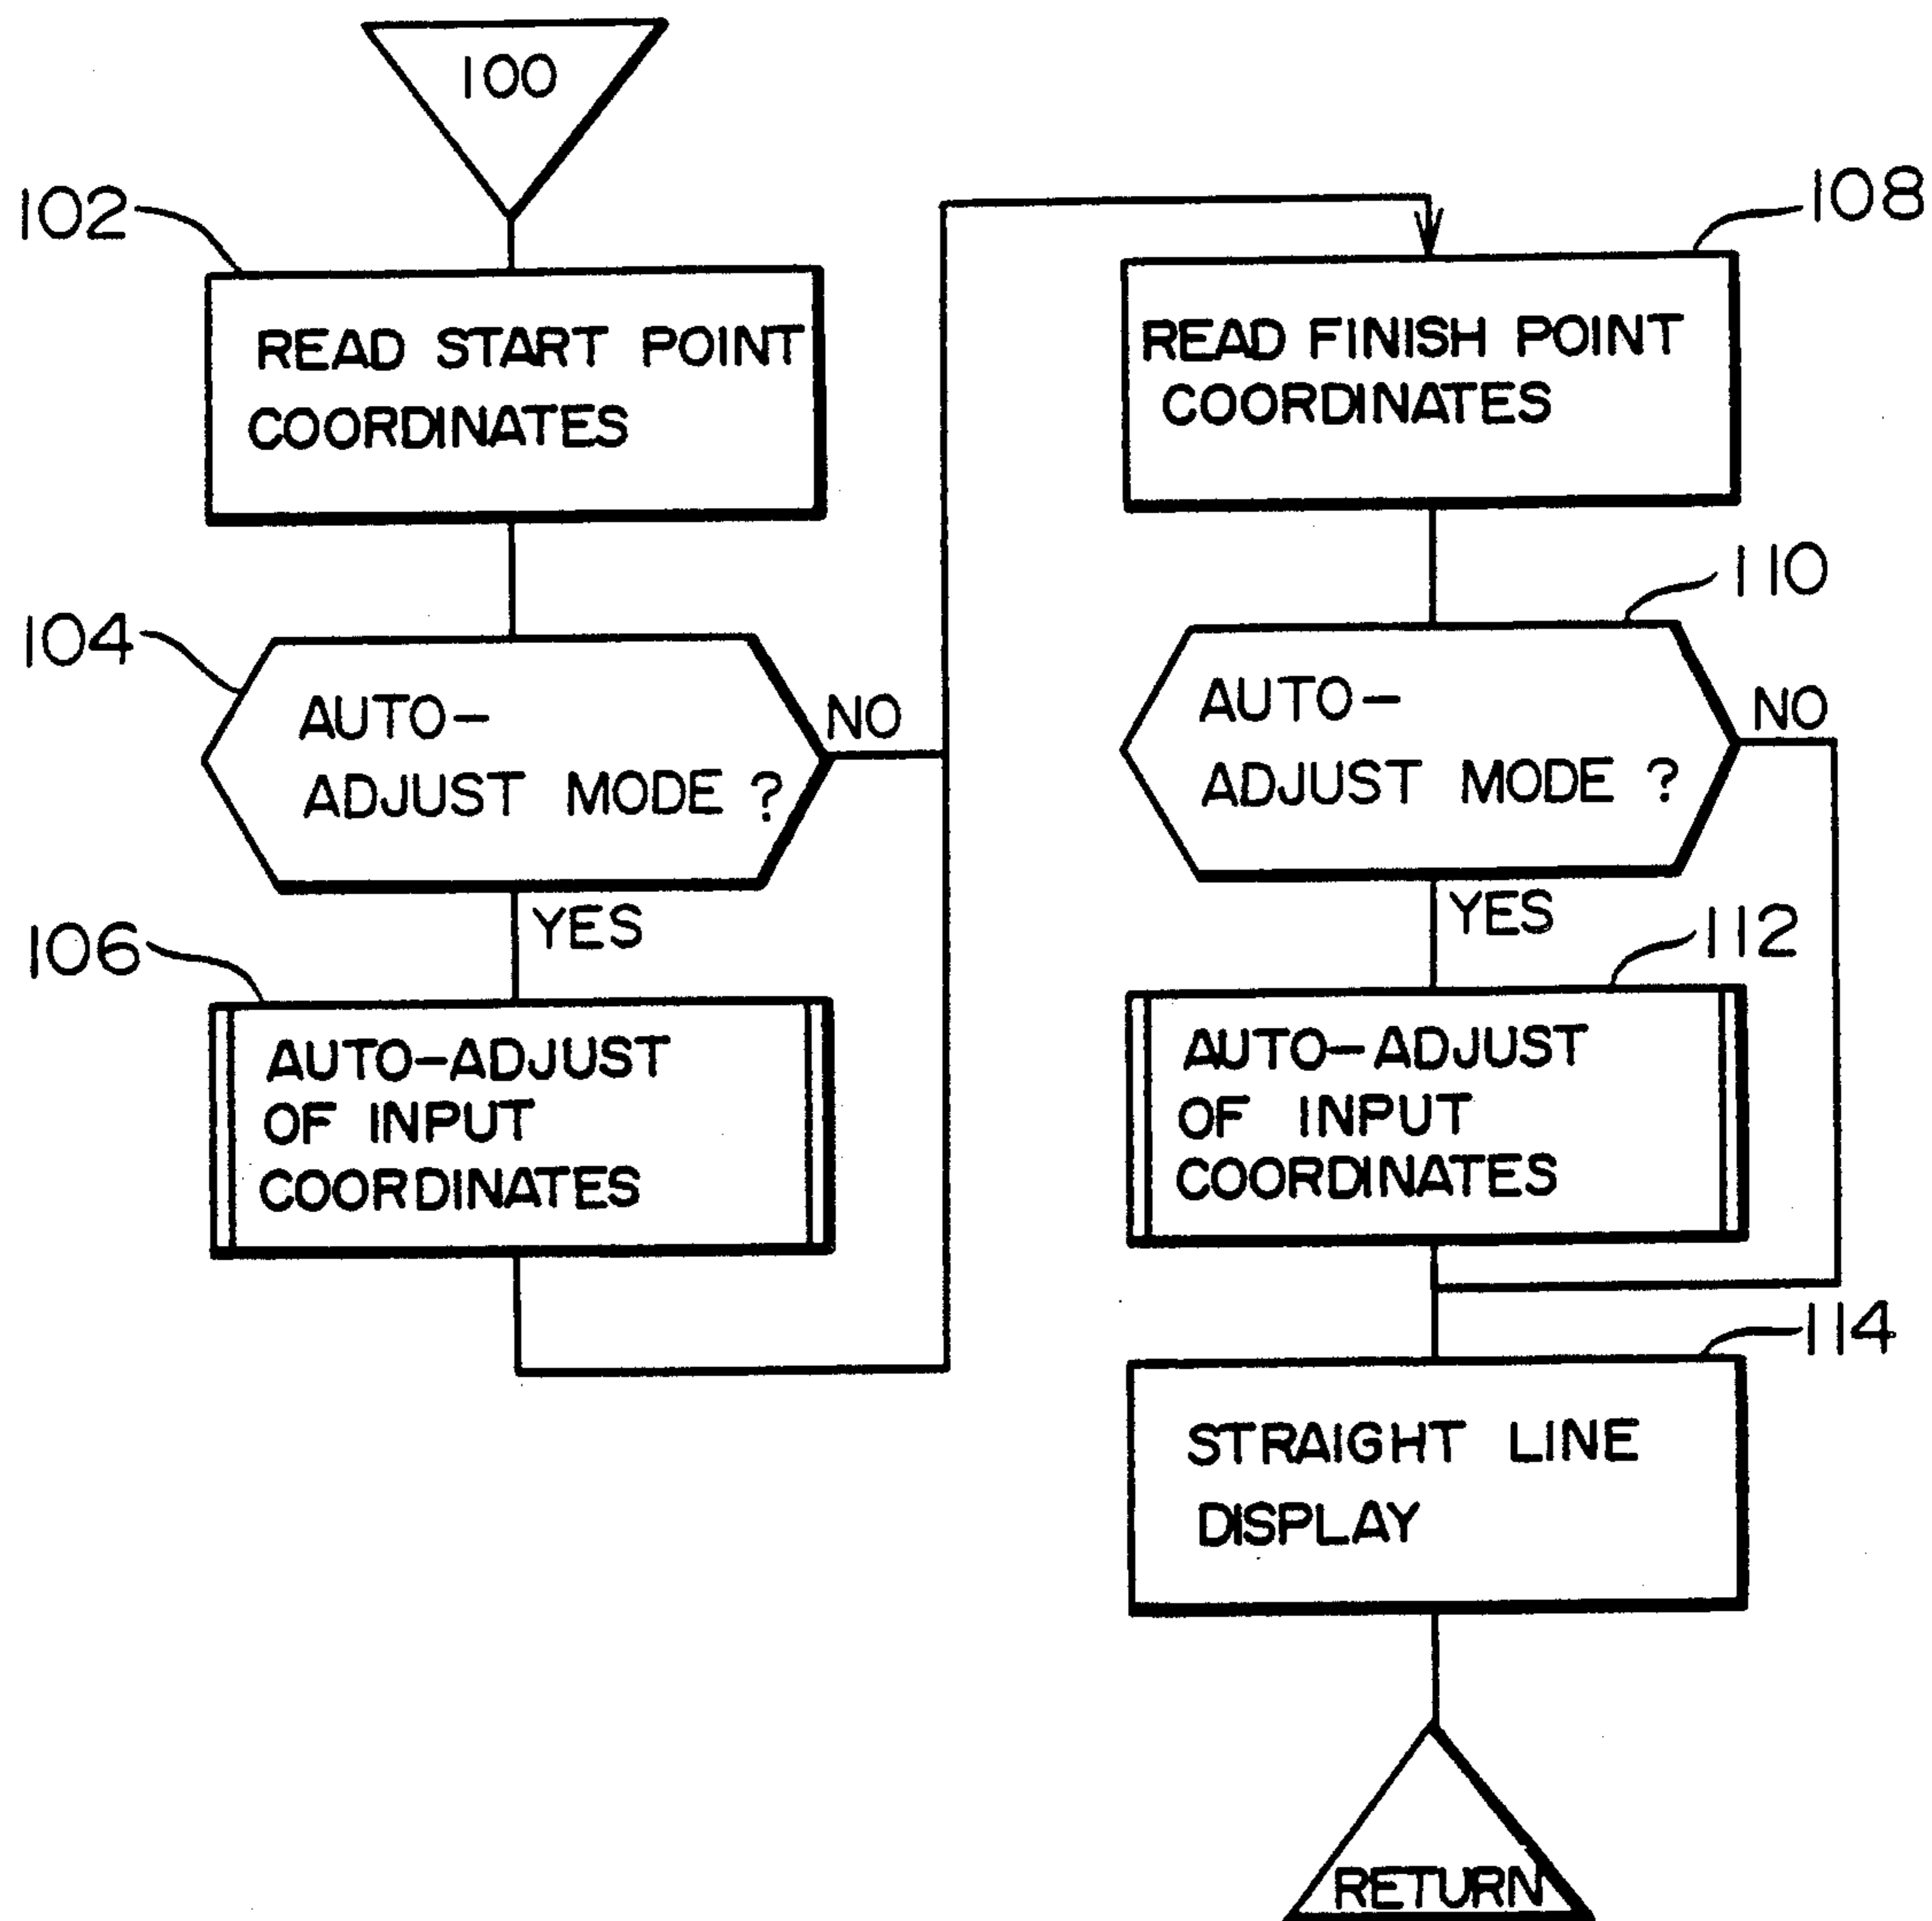 100
102
READ START POINT
COORDINATES
104
AUTO-
ADJUST MODE ?
NO
YES
106
AUTO-ADJUST
OF INPUT
COORDINATES
108
READ FINISH POINT
COORDINATES
110
AUTO-
ADJUST MODE ?
NO
YES
112
AUTO-ADJUST
OF INPUT
COORDINATES
114
STRAIGHT LINE
DISPLAY
RETURN